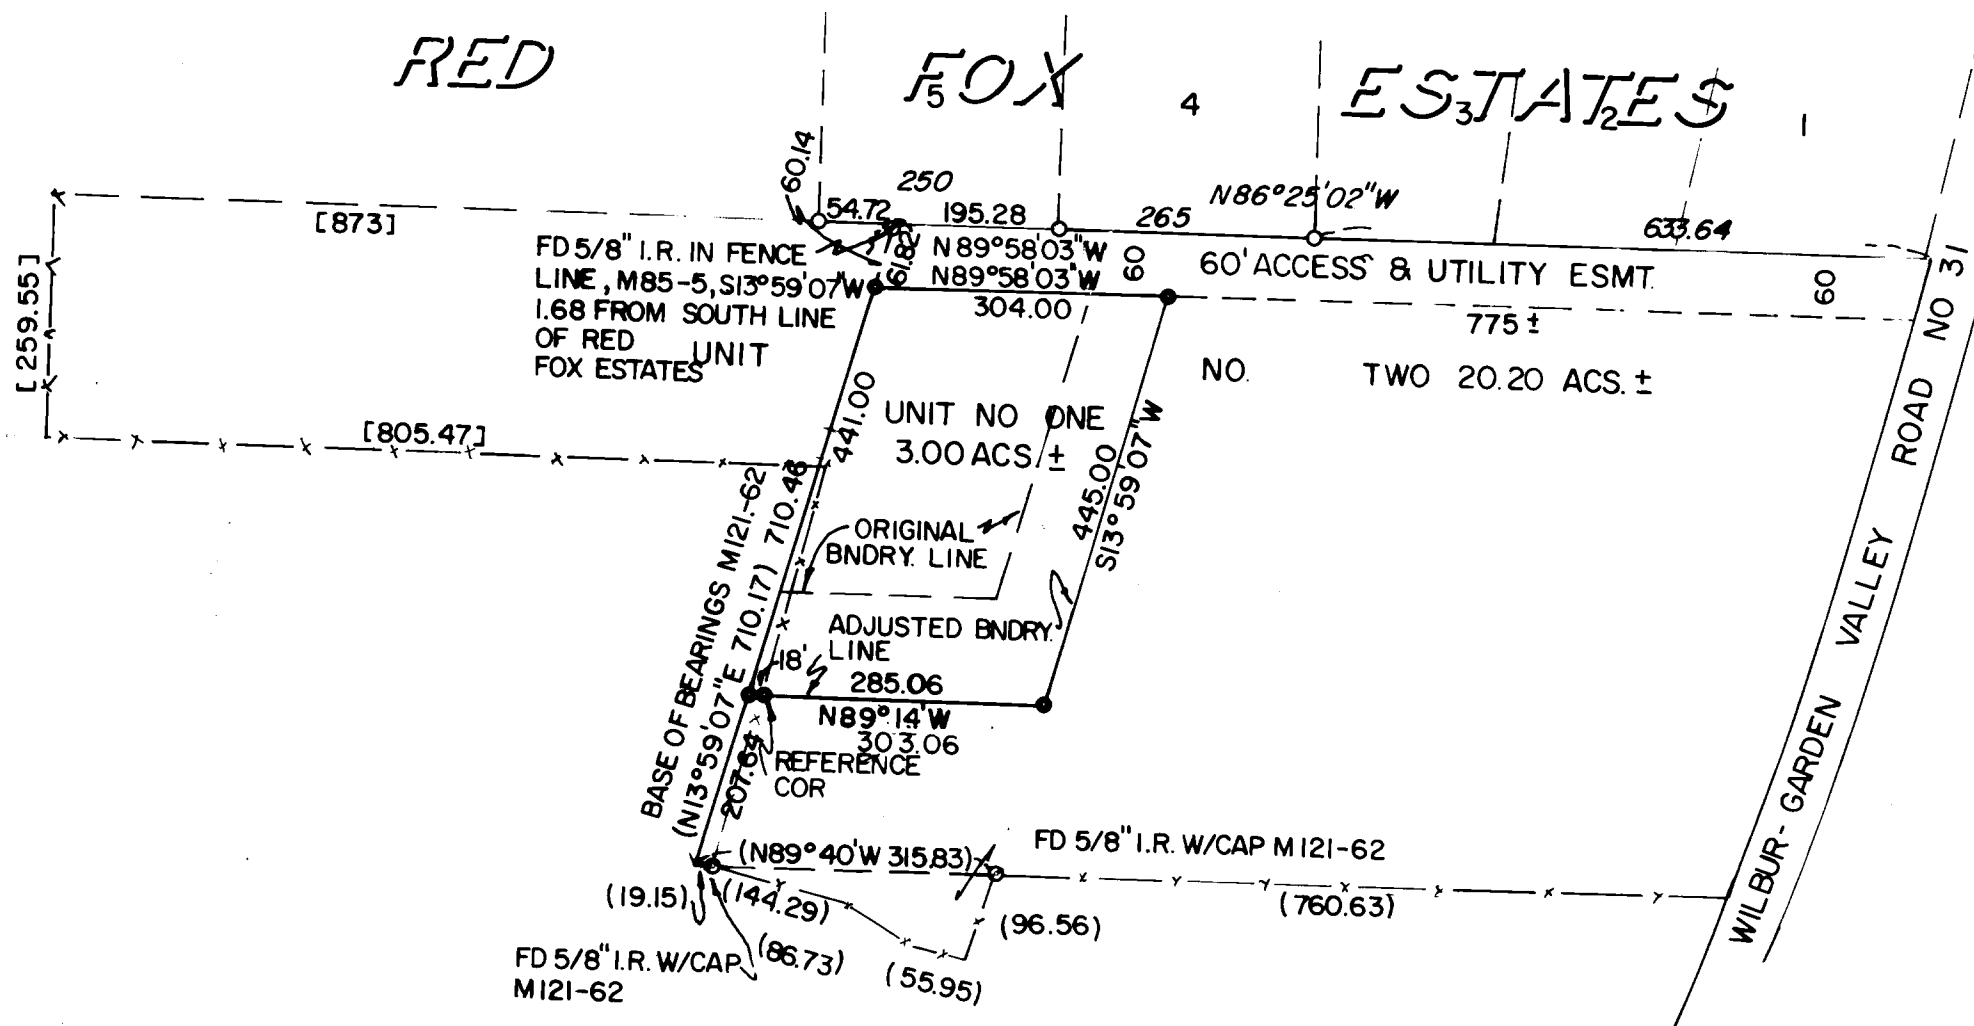 RED FOX ESTATES
5
4
3
2
1
60.14
250
54.72
195.28
265
N86°25'02"W
633.64
[873]
FD 5/8" I.R. IN FENCE
LINE, M85-5, S13°59'07"W
1.68 FROM SOUTH LINE
OF RED
FOX ESTATES
61.82
N89°58'03"W
N89°58'03"W
304.00
60
60' ACCESS & UTILITY ESMT.
60
775±
[259.55]
UNIT NO. TWO 20.20 ACS. ±
441.00
UNIT NO ONE
3.00 ACS. ±
[805.47]
445.00
S13°59'07"W
BASE OF BEARINGS M121-62
(N13°59'07"E 710.17) 710.46
ORIGINAL
BNDRY. LINE
ADJUSTED BNDRY.
LINE
18'
285.06
N89°14'W
303.06
207.64
REFERENCE
COR
(N89°40'W 315.83)
FD 5/8" I.R. W/CAP M121-62
(19.15)
(144.29)
(96.56)
(760.63)
FD 5/8" I.R. W/CAP
M121-62
(86.73)
(55.95)
WILBUR-GARDEN VALLEY ROAD NO 31